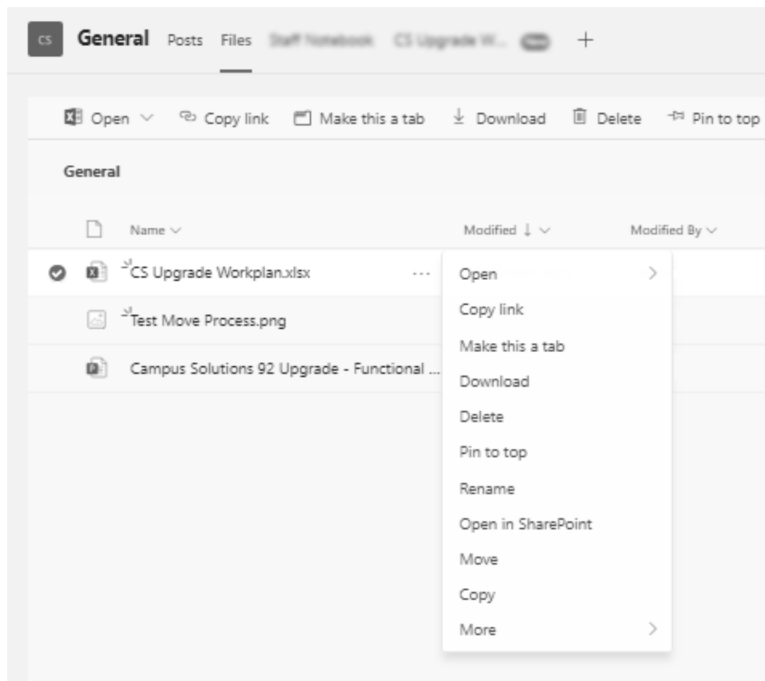 CS General Posts Files
Open Copy link Make this a tab Download Delete Pin to top
General
Name Modified Modified By
CS Upgrade Workplan.xlsx ...
Test Move Process.png
Campus Solutions 92 Upgrade - Functional ...
Open
Copy link
Make this a tab
Download
Delete
Pin to top
Rename
Open in SharePoint
Move
Copy
More